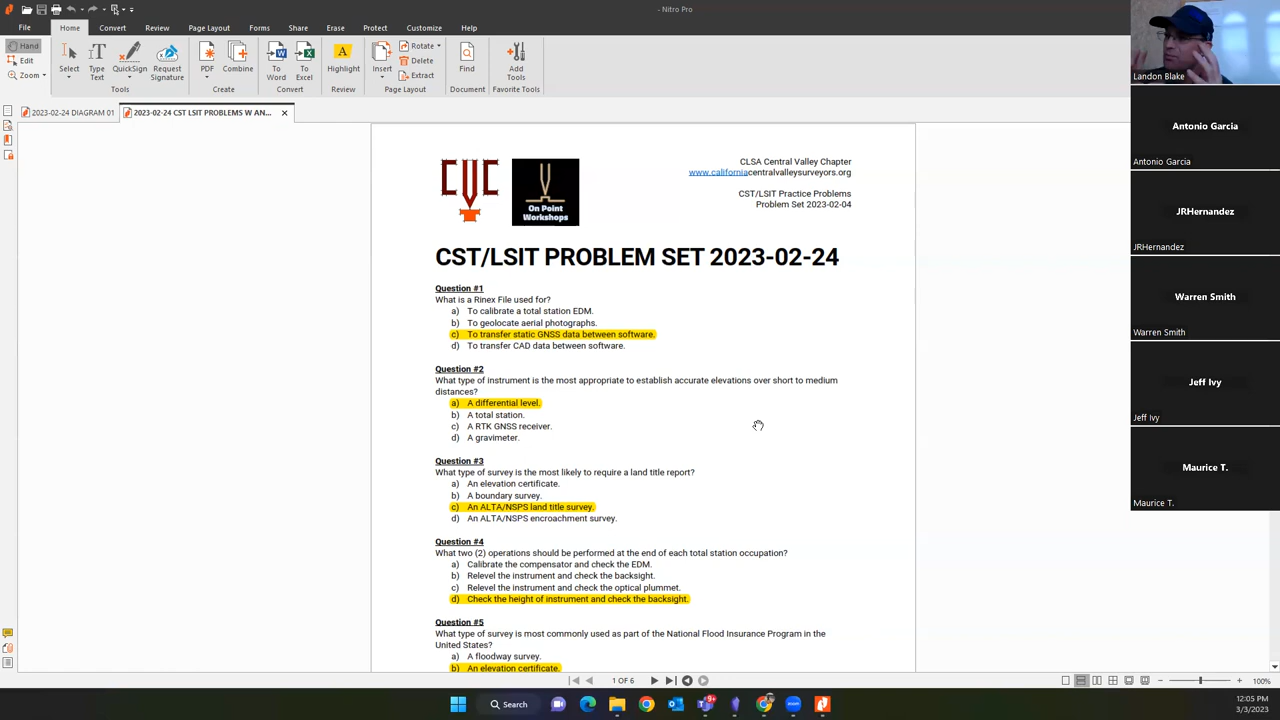 - Nitro Pro
File Home Convert Review Page Layout Forms Share Erase Protect Customize Help
Hand
Edit
Zoom
Select
Type Text
QuickSign
Request Signature
Tools
PDF
Combine
Create
To Word
To Excel
Convert
Highlight
Review
Insert
Rotate
Delete
Extract
Page Layout
Find
Document
Add Tools
Favorite Tools
2023-02-24 DIAGRAM 01
2023-02-24 CST LSIT PROBLEMS W AN...
CVC
On Point
Workshops
CLSA Central Valley Chapter
www.californiacentralvalleysurveyors.org
CST/LSIT Practice Problems
Problem Set 2023-02-04
CST/LSIT PROBLEM SET 2023-02-24
Question #1
What is a Rinex File used for?
a) To calibrate a total station EDM.
b) To geolocate aerial photographs.
c) To transfer static GNSS data between software.
d) To transfer CAD data between software.
Question #2
What type of instrument is the most appropriate to establish accurate elevations over short to medium
distances?
a) A differential level.
b) A total station.
c) A RTK GNSS receiver.
d) A gravimeter.
Question #3
What type of survey is the most likely to require a land title report?
a) An elevation certificate.
b) A boundary survey.
c) An ALTA/NSPS land title survey.
d) An ALTA/NSPS encroachment survey.
Question #4
What two (2) operations should be performed at the end of each total station occupation?
a) Calibrate the compensator and check the EDM.
b) Relevel the instrument and check the backsight.
c) Relevel the instrument and check the optical plummet.
d) Check the height of instrument and check the backsight.
Question #5
What type of survey is most commonly used as part of the National Flood Insurance Program in the
United States?
a) A floodway survey.
b) An elevation certificate.
Landon Blake
Antonio Garcia
Antonio Garcia
JRHernandez
JRHernandez
Warren Smith
Warren Smith
Jeff Ivy
Jeff Ivy
Maurice T.
Maurice T.
1 OF 6
100%
Search
12:05 PM
3/3/2023